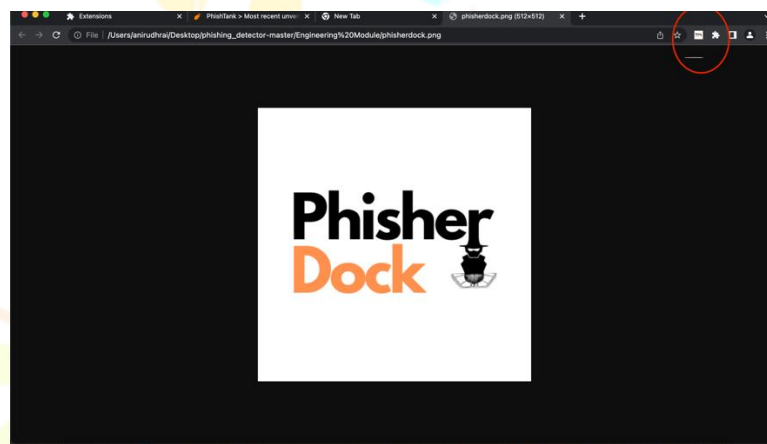 Extensions
PhishTank > Most recent unver
New Tab
phisherdock.png (512×512)
File
/Users/anirudhrai/Desktop/phishing_detector-master/Engineering%20Module/phisherdock.png
Phisher
Dock